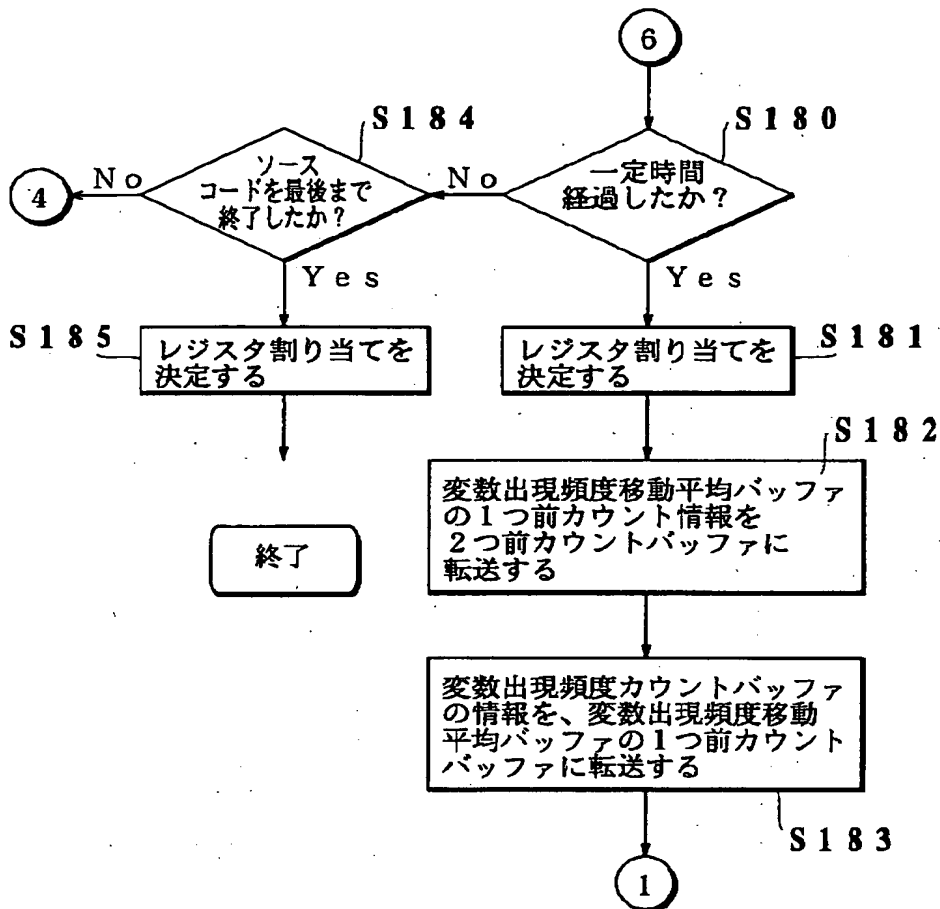 6
S180
一定時間
経過したか？
No
Yes
S184
ソース
コードを最後まで
終了したか？
No
4
Yes
S185
レジスタ割り当てを
決定する
終了
S181
レジスタ割り当てを
決定する
S182
変数出現頻度移動平均バッファ
の１つ前カウント情報を
２つ前カウントバッファに
転送する
変数出現頻度カウントバッファ
の情報を、変数出現頻度移動
平均バッファの１つ前カウント
バッファに転送する
S183
1